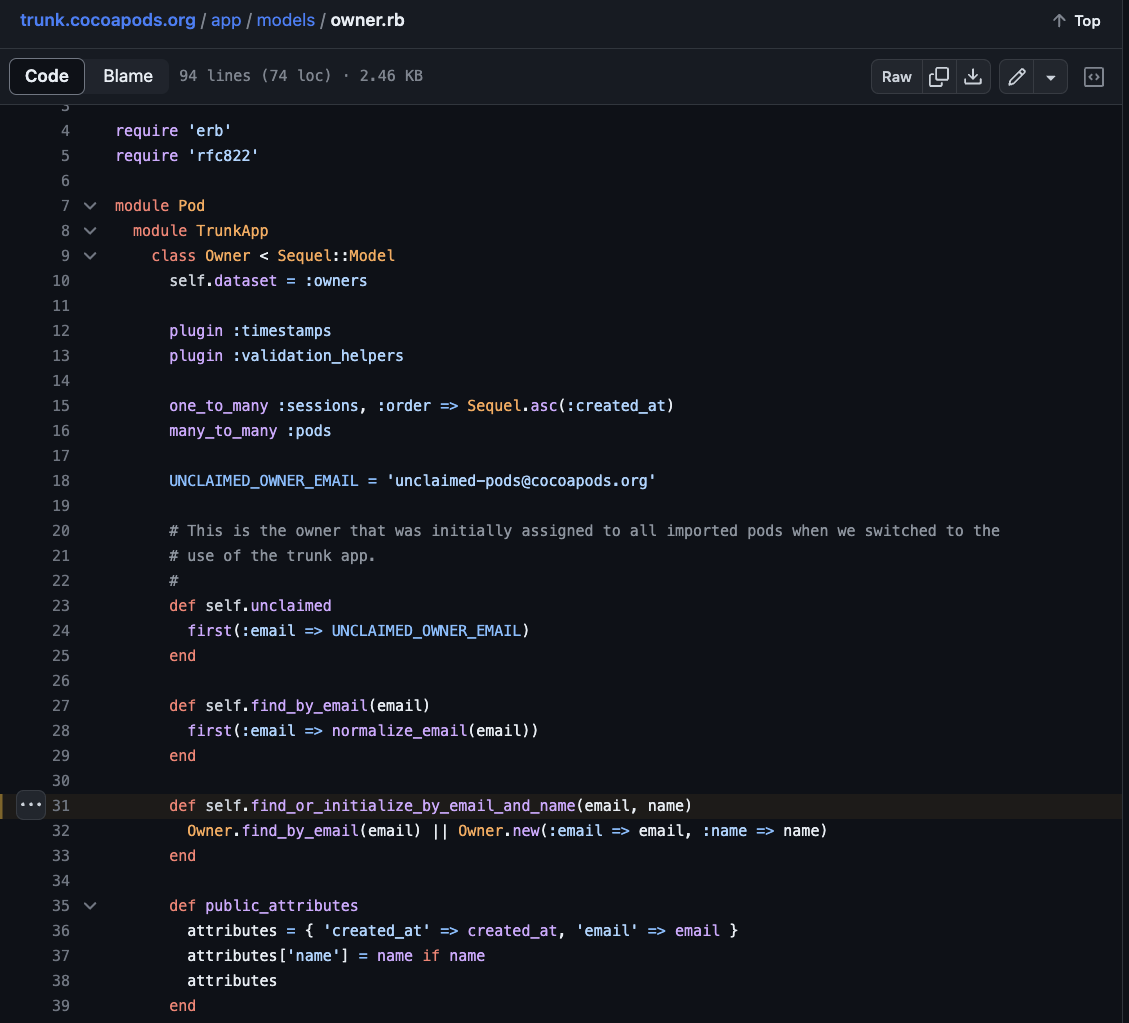 trunk.cocoapods.org / app / models / owner.rb ↑ Top
Code Blame 94 lines (74 loc) · 2.46 KB Raw
3
4 require 'erb'
5 require 'rfc822'
6
7 module Pod
8 module TrunkApp
9 class Owner < Sequel::Model
10 self.dataset = :owners
11
12 plugin :timestamps
13 plugin :validation_helpers
14
15 one_to_many :sessions, :order => Sequel.asc(:created_at)
16 many_to_many :pods
17
18 UNCLAIMED_OWNER_EMAIL = 'unclaimed-pods@cocoapods.org'
19
20 # This is the owner that was initially assigned to all imported pods when we switched to the
21 # use of the trunk app.
22 #
23 def self.unclaimed
24 first(:email => UNCLAIMED_OWNER_EMAIL)
25 end
26
27 def self.find_by_email(email)
28 first(:email => normalize_email(email))
29 end
30
31 def self.find_or_initialize_by_email_and_name(email, name)
32 Owner.find_by_email(email) || Owner.new(:email => email, :name => name)
33 end
34
35 def public_attributes
36 attributes = { 'created_at' => created_at, 'email' => email }
37 attributes['name'] = name if name
38 attributes
39 end